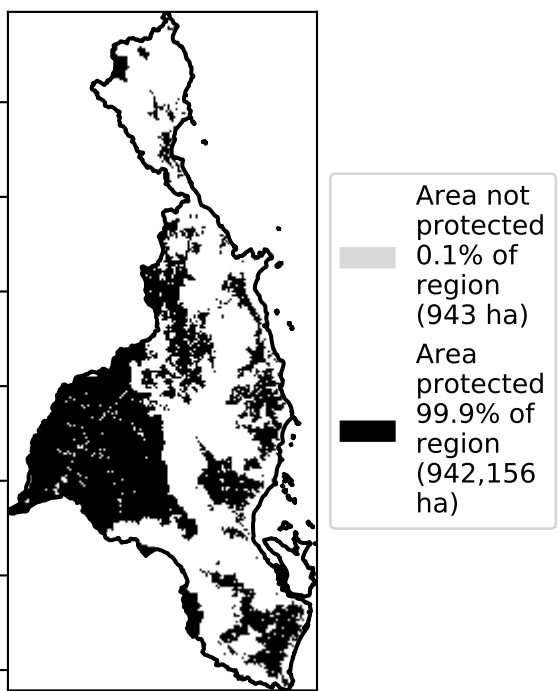 Area not
protected
0.1% of
region
(943 ha)
Area
protected
99.9% of
region
(942,156
ha)